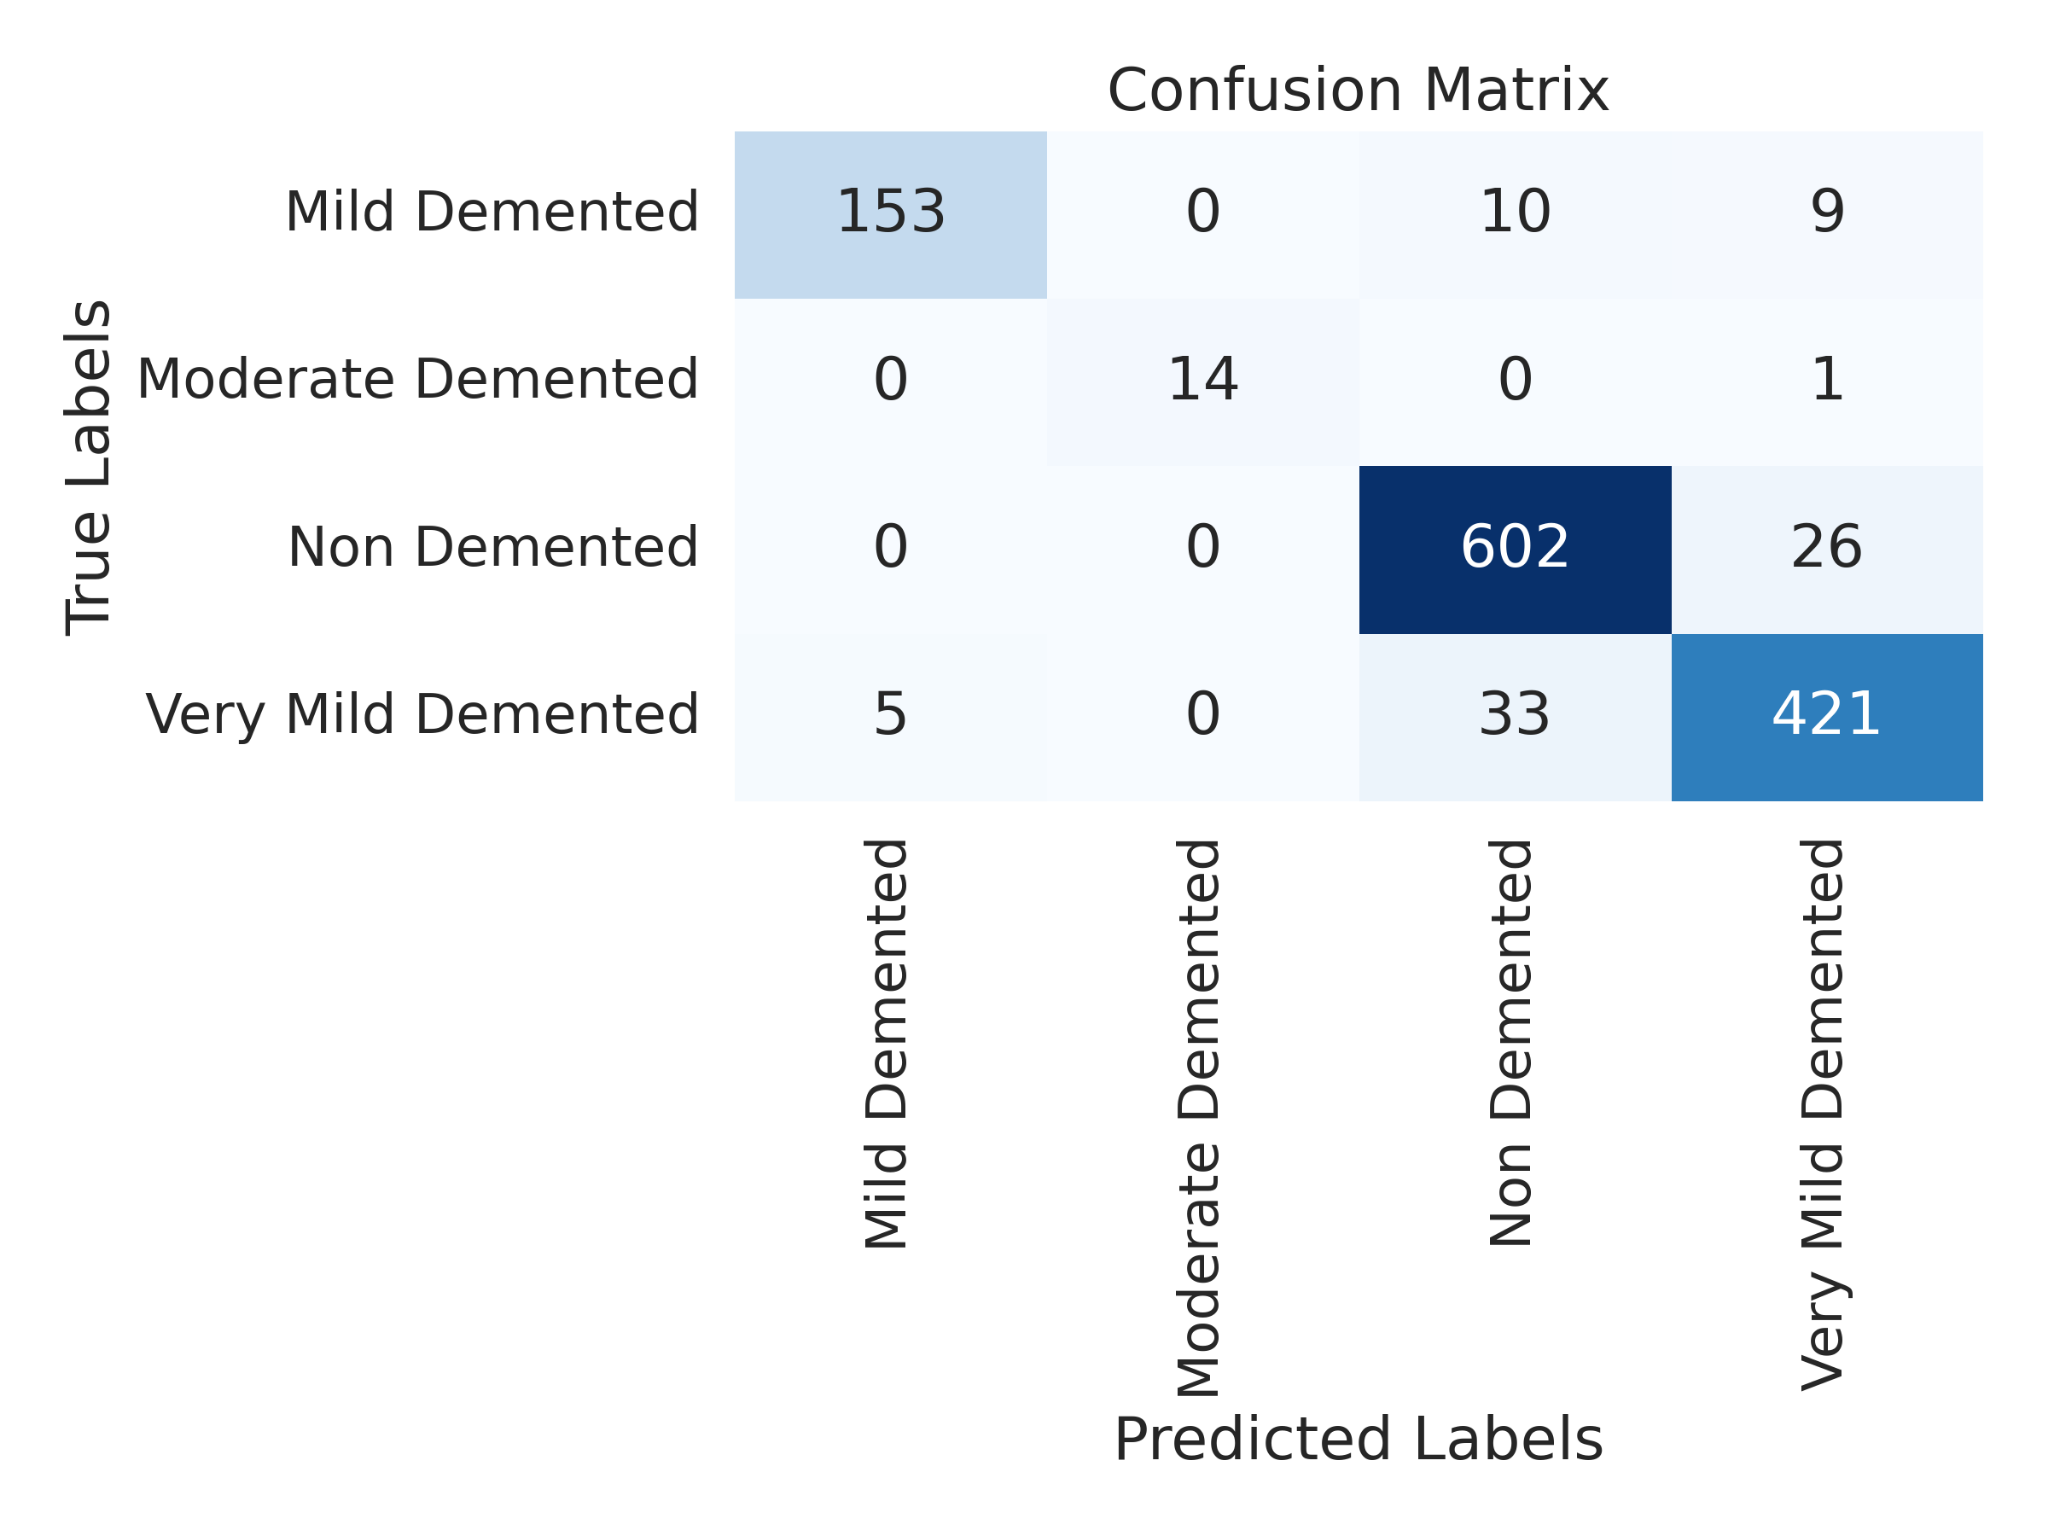 Confusion Matrix
True Labels
Mild Demented 153 0 10 9
Moderate Demented 0 14 0 1
Non Demented 0 0 602 26
Very Mild Demented 5 0 33 421
Mild Demented
Moderate Demented
Non Demented
Very Mild Demented
Predicted Labels